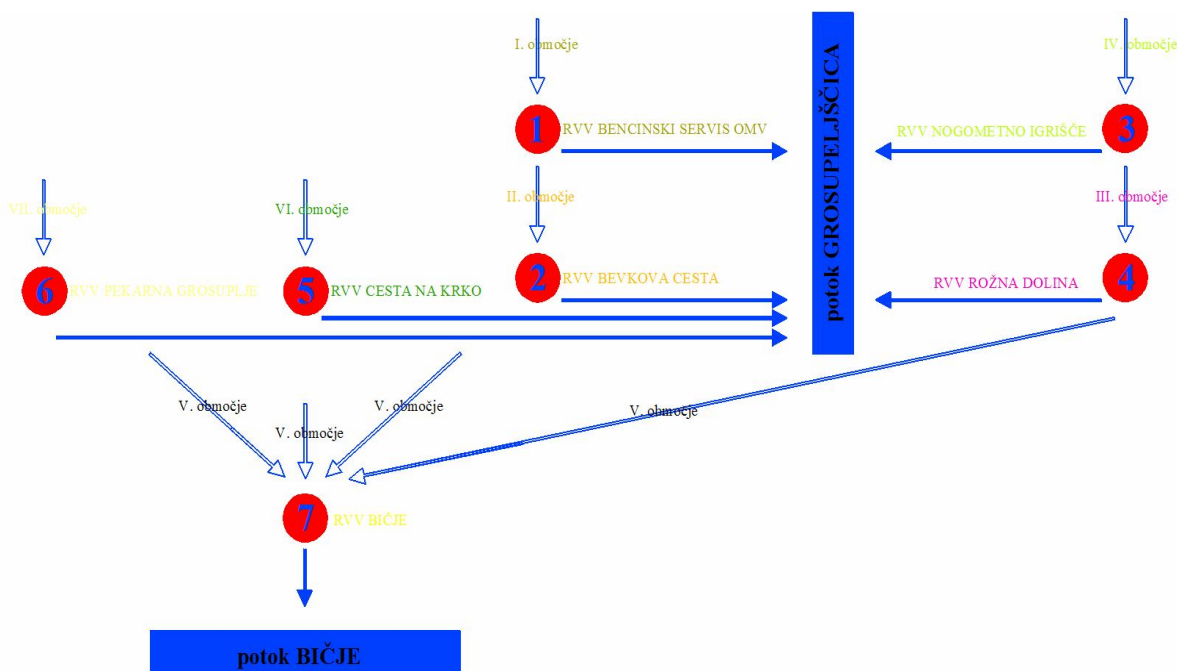 I. območje
IV. območje
1
RVV BENCINSKI SERVIS OMV
RVV NOGOMETNO IGRIŠČE
3
potok GROSUPELJŠČICA
VII. območje
VI. območje
II. območje
III. območje
6
RVV PEKARNA GROSUPLJE
5
RVV CESTA NA KRKO
2
RVV BEVKOVA CESTA
RVV ROŽNA DOLINA
4
V. območje
V. območje
V. območje
V. območje
7
RVV BIČJE
potok BIČJE